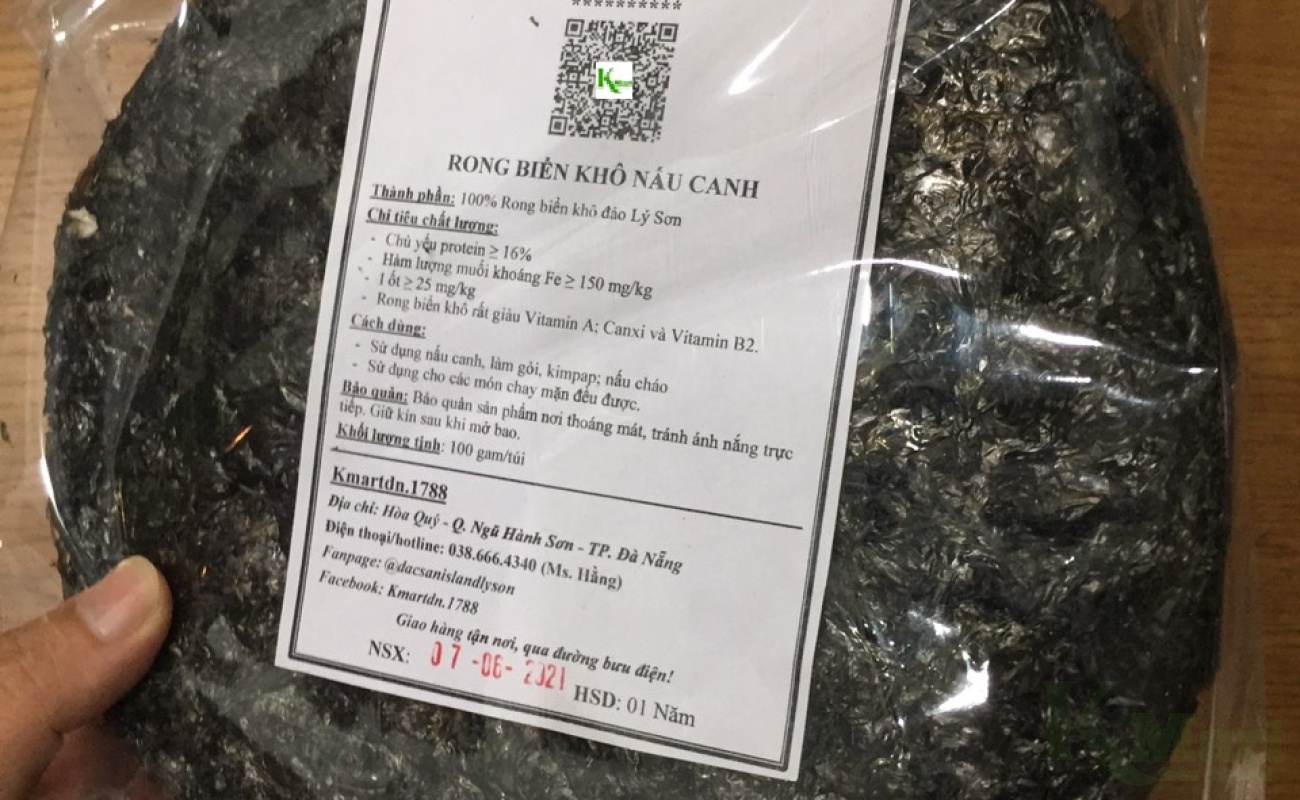 **********
K
RONG BIỂN KHÔ NẤU CANH
Thành phần: 100% Rong biển khô đảo Lý Sơn
Chỉ tiêu chất lượng:
- Chủ yếu protein ≥ 16%
- Hàm lượng muối khoáng Fe ≥ 150 mg/kg
- I ốt ≥ 25 mg/kg
- Rong biển khô rất giàu Vitamin A; Canxi và Vitamin B2.
Cách dùng:
- Sử dụng nấu canh, làm gỏi, kimpap; nấu cháo
- Sử dụng cho các món chay mặn đều được.
Bảo quản: Bảo quản sản phẩm nơi thoáng mát, tránh ánh nắng trực
tiếp. Giữ kín sau khi mở bao.
Khối lượng tịnh: 100 gam/túi
Kmartdn.1788
Địa chỉ: Hòa Quý - Q. Ngũ Hành Sơn - TP. Đà Nẵng
Điện thoại/hotline: 038.666.4340 (Ms. Hằng)
Fanpage: @dacsanislandlyson
Facebook: Kmartdn.1788
Giao hàng tận nơi, qua đường bưu điện!
NSX: 07-06-2021 HSD: 01 Năm